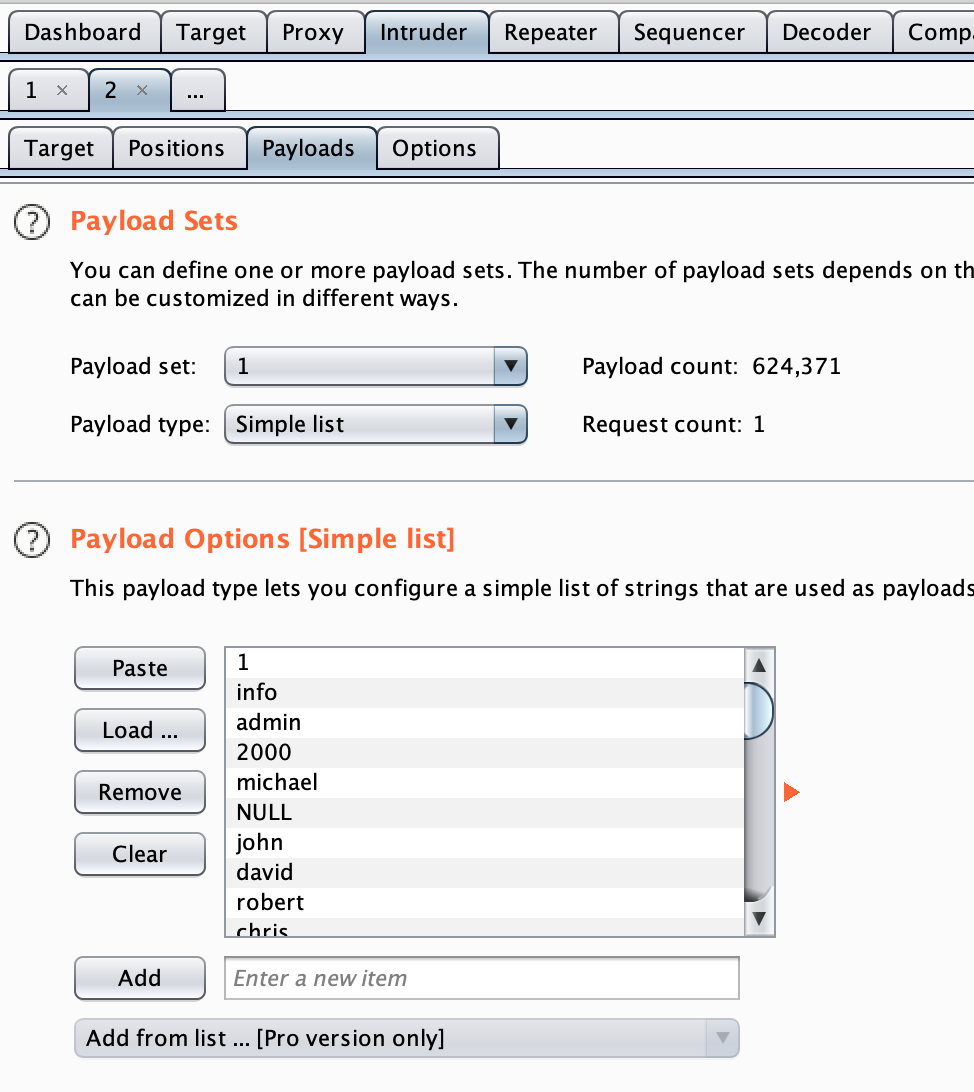 Dashboard Target Proxy Intruder Repeater Sequencer Decoder Comp
1 × 2 × ...
Target Positions Payloads Options
? Payload Sets
You can define one or more payload sets. The number of payload sets depends on th
can be customized in different ways.
Payload set: 1 Payload count: 624,371
Payload type: Simple list Request count: 1
? Payload Options [Simple list]
This payload type lets you configure a simple list of strings that are used as payloads
Paste
Load ...
Remove
Clear
1
info
admin
2000
michael
NULL
john
david
robert
chris
Add Enter a new item
Add from list ... [Pro version only]